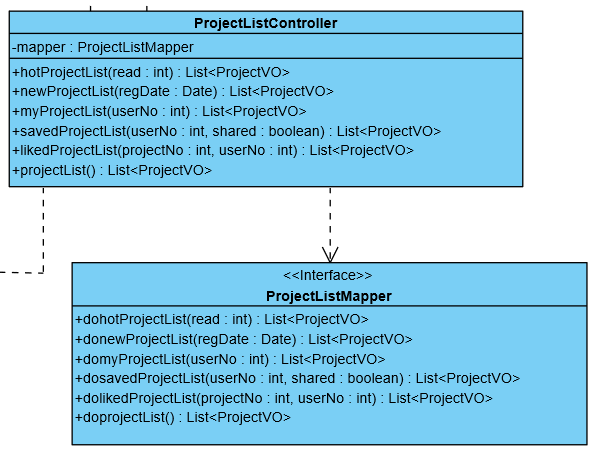 ProjectListController
-mapper : ProjectListMapper
+hotProjectList(read : int) : List<ProjectVO>
+newProjectList(regDate : Date) : List<ProjectVO>
+myProjectList(userNo : int) : List<ProjectVO>
+savedProjectList(userNo : int, shared : boolean) : List<ProjectVO>
+likedProjectList(projectNo : int, userNo : int) : List<ProjectVO>
+projectList() : List<ProjectVO>
<<Interface>>
ProjectListMapper
+dohotProjectList(read : int) : List<ProjectVO>
+donewProjectList(regDate : Date) : List<ProjectVO>
+domyProjectList(userNo : int) : List<ProjectVO>
+dosavedProjectList(userNo : int, shared : boolean) : List<ProjectVO>
+dolikedProjectList(projectNo : int, userNo : int) : List<ProjectVO>
+doprojectList() : List<ProjectVO>